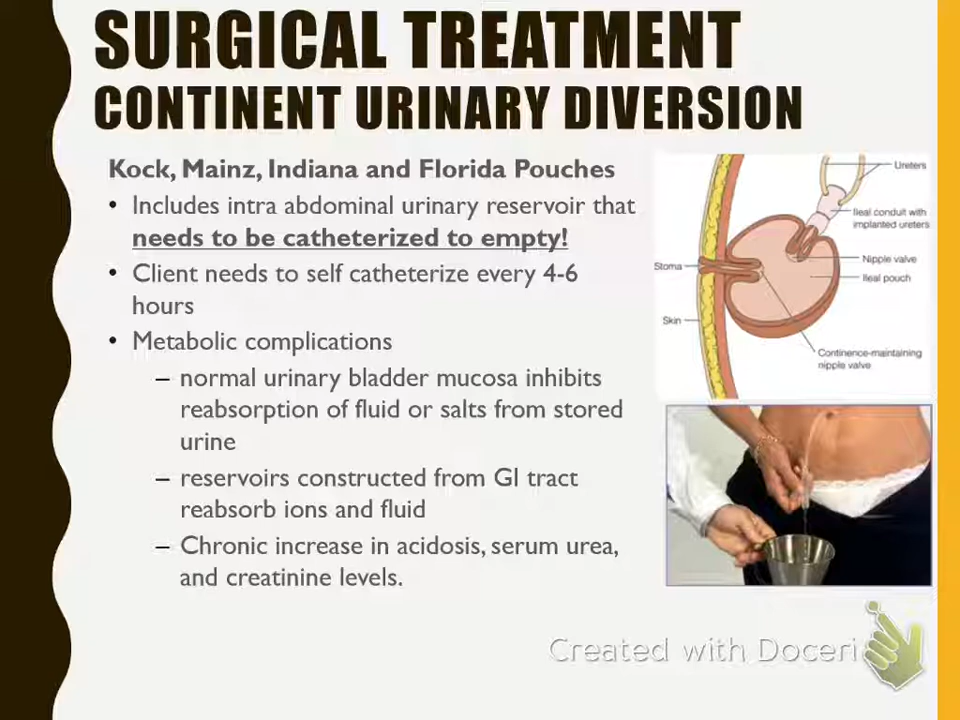 SURGICAL TREATMENT
CONTINENT URINARY DIVERSION
Kock, Mainz, Indiana and Florida Pouches
• Includes intra abdominal urinary reservoir that
needs to be catheterized to empty!
• Client needs to self catheterize every 4-6
hours
• Metabolic complications
– normal urinary bladder mucosa inhibits
reabsorption of fluid or salts from stored
urine
– reservoirs constructed from GI tract
reabsorb ions and fluid
– Chronic increase in acidosis, serum urea,
and creatinine levels.
Ureters
Ileal conduit with
implanted ureters
Nipple valve
Ileal pouch
Stoma
Skin
Continence-maintaining
nipple valve
Created with Doceri